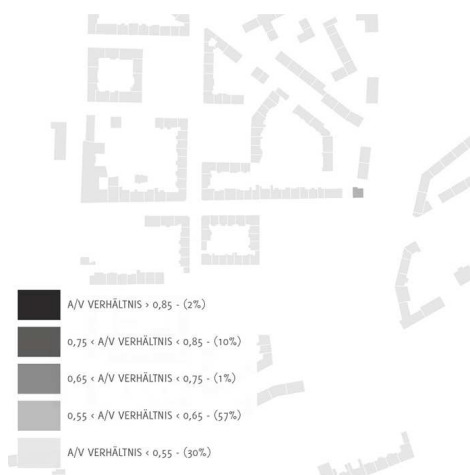 A/V VERHÄLTNIS > 0,85 - (2%)
0,75 < A/V VERHÄLTNIS < 0,85 - (10%)
0,65 < A/V VERHÄLTNIS < 0,75 - (1%)
0,55 < A/V VERHÄLTNIS < 0,65 - (57%)
A/V VERHÄLTNIS < 0,55 - (30%)